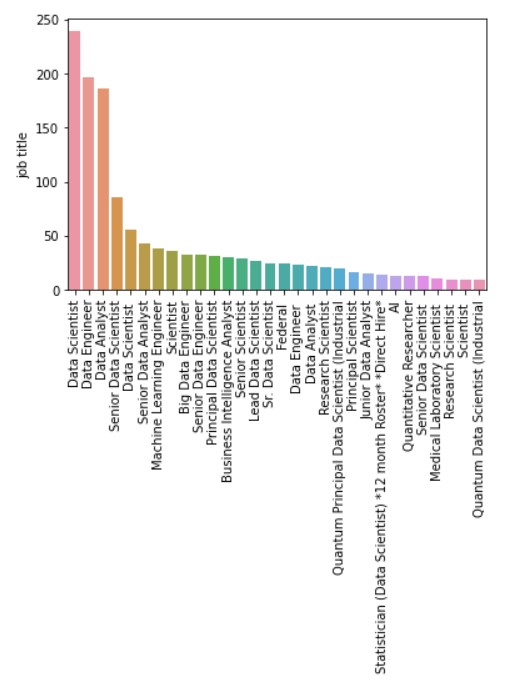 250
200
150
100
50
0
job title
Data Scientist
Data Engineer
Data Analyst
Senior Data Scientist
Data Scientist
Senior Data Analyst
Machine Learning Engineer
Scientist
Big Data Engineer
Senior Data Engineer
Principal Data Scientist
Business Intelligence Analyst
Senior Scientist
Lead Data Scientist
Sr. Data Scientist
Federal
Data Engineer
Data Analyst
Research Scientist
Quantum Principal Data Scientist (Industrial
Principal Scientist
Junior Data Analyst
Statistician (Data Scientist) *12 month Roster* *Direct Hire*
AI
Quantitative Researcher
Senior Data Scientist
Medical Laboratory Scientist
Research Scientist
Scientist
Quantum Data Scientist (Industrial